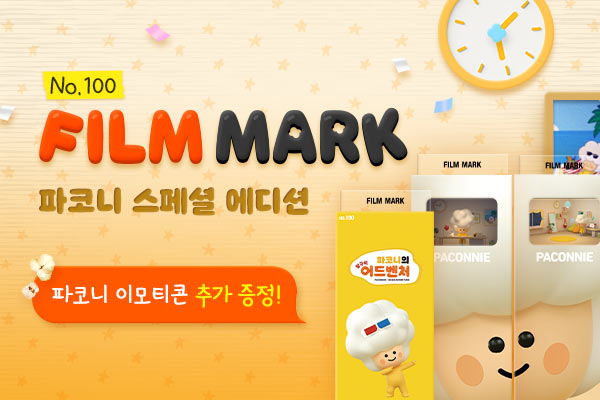 No.100
FILM MARK
파코니 스페셜 에디션
파코니 이모티콘 추가 증정!
FILM MARK
no.100
파코니의
어드벤처
FILM MARK
PACONNIE
FILM MARK
PACONNIE